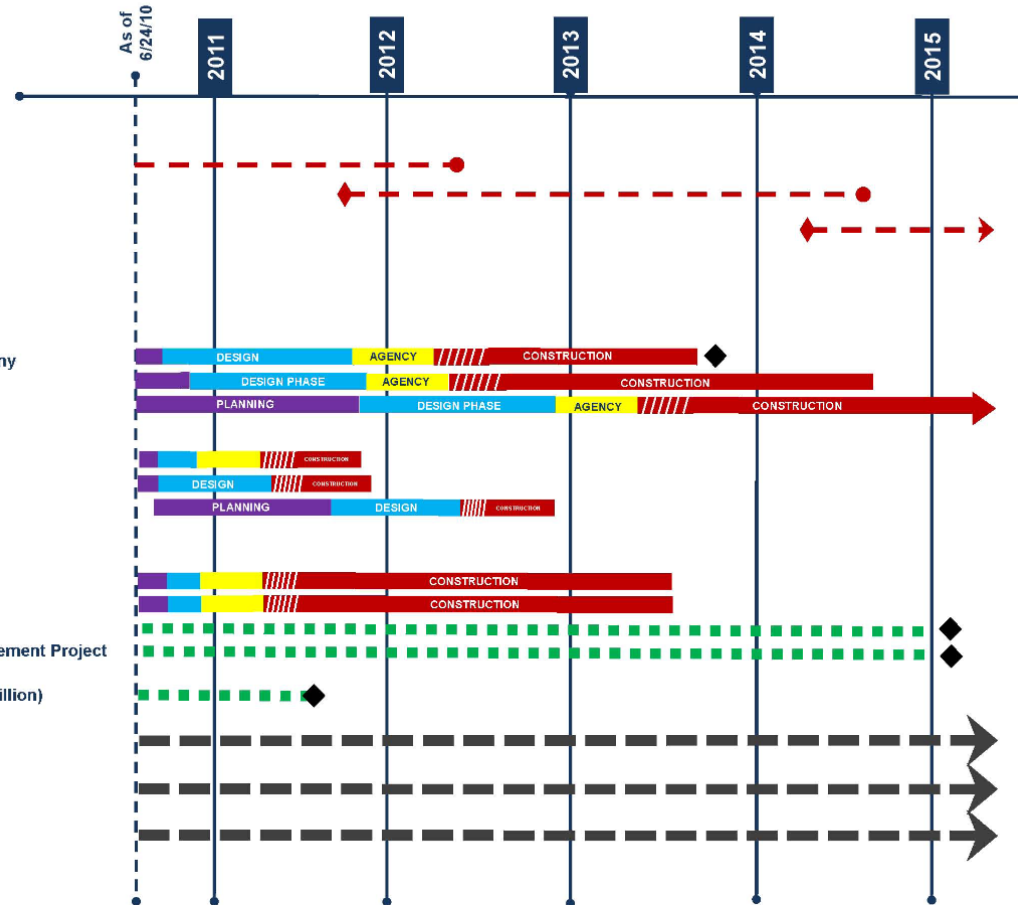 As of
6/24/10
2011
2012
2013
2014
2015
ny
DESIGN
AGENCY
CONSTRUCTION
DESIGN PHASE
AGENCY
CONSTRUCTION
PLANNING
DESIGN PHASE
AGENCY
CONSTRUCTION
CONSTRUCTION
DESIGN
CONSTRUCTION
PLANNING
DESIGN
CONSTRUCTION
CONSTRUCTION
CONSTRUCTION
ement Project
illion)